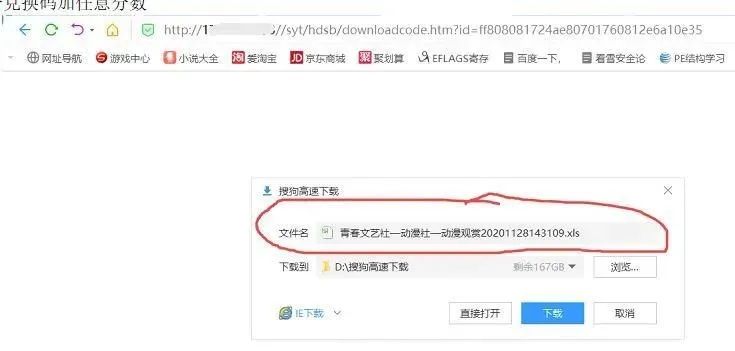 兑换码加任意分数
http://17//syt/hdsb/downloadcode.htm?id=ff808081724ae80701760812e6a10e35
网址导航 游戏中心 小说大全 爱淘宝 京东商城 聚划算 EFLAGS寄存 百度一下, 看雪安全论 PE结构学习
搜狗高速下载
文件名 青春文艺社—动漫社—动漫观赏20201128143109.xls
下载到 D:\搜狗高速下载 剩余167GB 浏览...
IE下载 直接打开 下载 取消